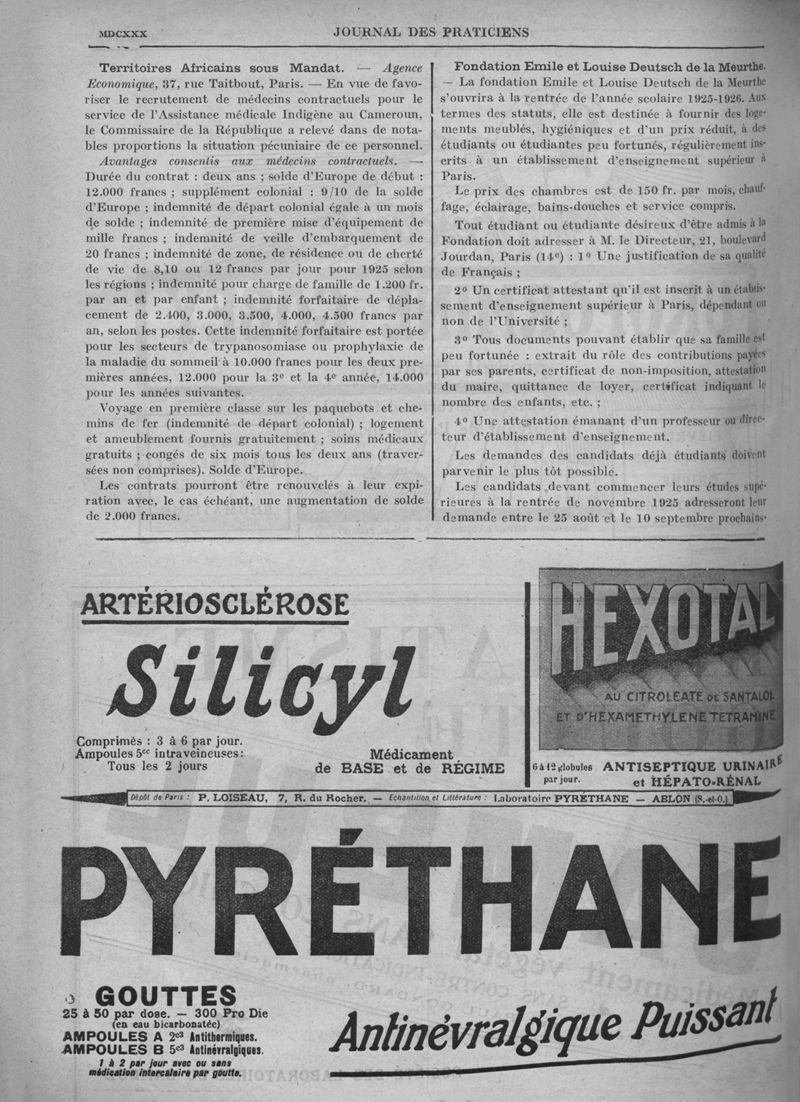 MDCXXX
JOURNAL DES PRATICIENS
Territoires Africains sous Mandat. — Agence
Economique, 37, rue Taitbout, Paris. — En vue de favo-
riser le recrutement de médecins contractuels pour le
service de l'Assistance médicale Indigène au Cameroun,
le Commissaire de la République a relevé dans de nota-
bles proportions la situation pécuniaire de ce personnel.
Avantages consentis aux médecins contractuels. —
Durée du contrat : deux ans ; solde d'Europe de début :
12.000 francs ; supplément colonial : 9/10 de la solde
d'Europe ; indemnité de départ colonial égale à un mois
de solde ; indemnité de première mise d'équipement de
mille francs ; indemnité de veille d'embarquement de
20 francs ; indemnité de zone, de résidence ou de cherté
de vie de 8,10 ou 12 francs par jour pour 1925 selon
les régions ; indemnité pour charge de famille de 1.200 fr.
par an et par enfant ; indemnité forfaitaire de dépla-
cement de 2.400, 3.000, 3.500, 4.000, 4.500 francs par
an, selon les postes. Cette indemnité forfaitaire est portée
pour les secteurs de trypanosomiase ou prophylaxie de
la maladie du sommeil à 10.000 francs pour les deux pre-
mières années, 12.000 pour la 3e et la 4e année, 14.000
pour les années suivantes.
Voyage en première classe sur les paquebots et che-
mins de fer (indemnité de départ colonial) ; logement
et ameublement fournis gratuitement ; soins médicaux
gratuits ; congés de six mois tous les deux ans (traver-
sées non comprises). Solde d'Europe.
Les contrats pourront être renouvelés à leur expi-
ration avec, le cas échéant, une augmentation de solde
de 2.000 francs.
Fondation Emile et Louise Deutsch de la Meurthe.
— La fondation Emile et Louise Deutsch de la Meurthe
s'ouvrira à la rentrée de l'année scolaire 1925-1926. Aux
termes des statuts, elle est destinée à fournir des loge-
ments meublés, hygiéniques et d'un prix réduit, à des
étudiants ou étudiantes peu fortunés, régulièrement ins-
crits à un établissement d'enseignement supérieur à
Paris.
Le prix des chambres est de 150 fr. par mois, chauf-
fage, éclairage, bains-douches et service compris.
Tout étudiant ou étudiante désireux d'être admis à la
Fondation doit adresser à M. le Directeur, 21, boulevard
Jourdan, Paris (14e) : 1º Une justification de sa qualité
de Français ;
2º Un certificat attestant qu'il est inscrit à un établis-
sement d'enseignement supérieur à Paris, dépendant ou
non de l'Université ;
3º Tous documents pouvant établir que sa famille est
peu fortunée : extrait du rôle des contributions payées
par ses parents, certificat de non-imposition, attestation
du maire, quittance de loyer, certificat indiquant le
nombre des enfants, etc. ;
4º Une attestation émanant d'un professeur ou direc-
teur d'établissement d'enseignement.
Les demandes des candidats déjà étudiants doivent
parvenir le plus tôt possible.
Les candidats devant commencer leurs études supé-
rieures à la rentrée de novembre 1925 adresseront leur
demande entre le 25 août et le 10 septembre prochains.
ARTÉRIOSCLÉROSE
Silicyl
Comprimés : 3 à 6 par jour.
Ampoules 5cc intraveineuses :
Tous les 2 jours
Médicament
de BASE et de RÉGIME
HEXOTAL
AU CITROLEATE DE SANTALOL
ET D'HEXAMETHYLENE TETRAMINE
6 à 12 globules
par jour.
ANTISEPTIQUE URINAIRE
et HÉPATO-RÉNAL
Dépôt de Paris : P. LOISEAU, 7, R. du Rocher. — Echantillon et Littérature : Laboratoire PYRÉTHANE — ABLON (S.-et-O.)
PYRÉTHANE
GOUTTES
25 à 50 par dose. — 300 Pro Die
(en eau bicarbonatée)
AMPOULES A 2cs Antithermiques.
AMPOULES B 5cs Antinévralgiques.
1 à 2 par jour avec ou sans
médication intercalaire par goutte.
Antinévralgique Puissant